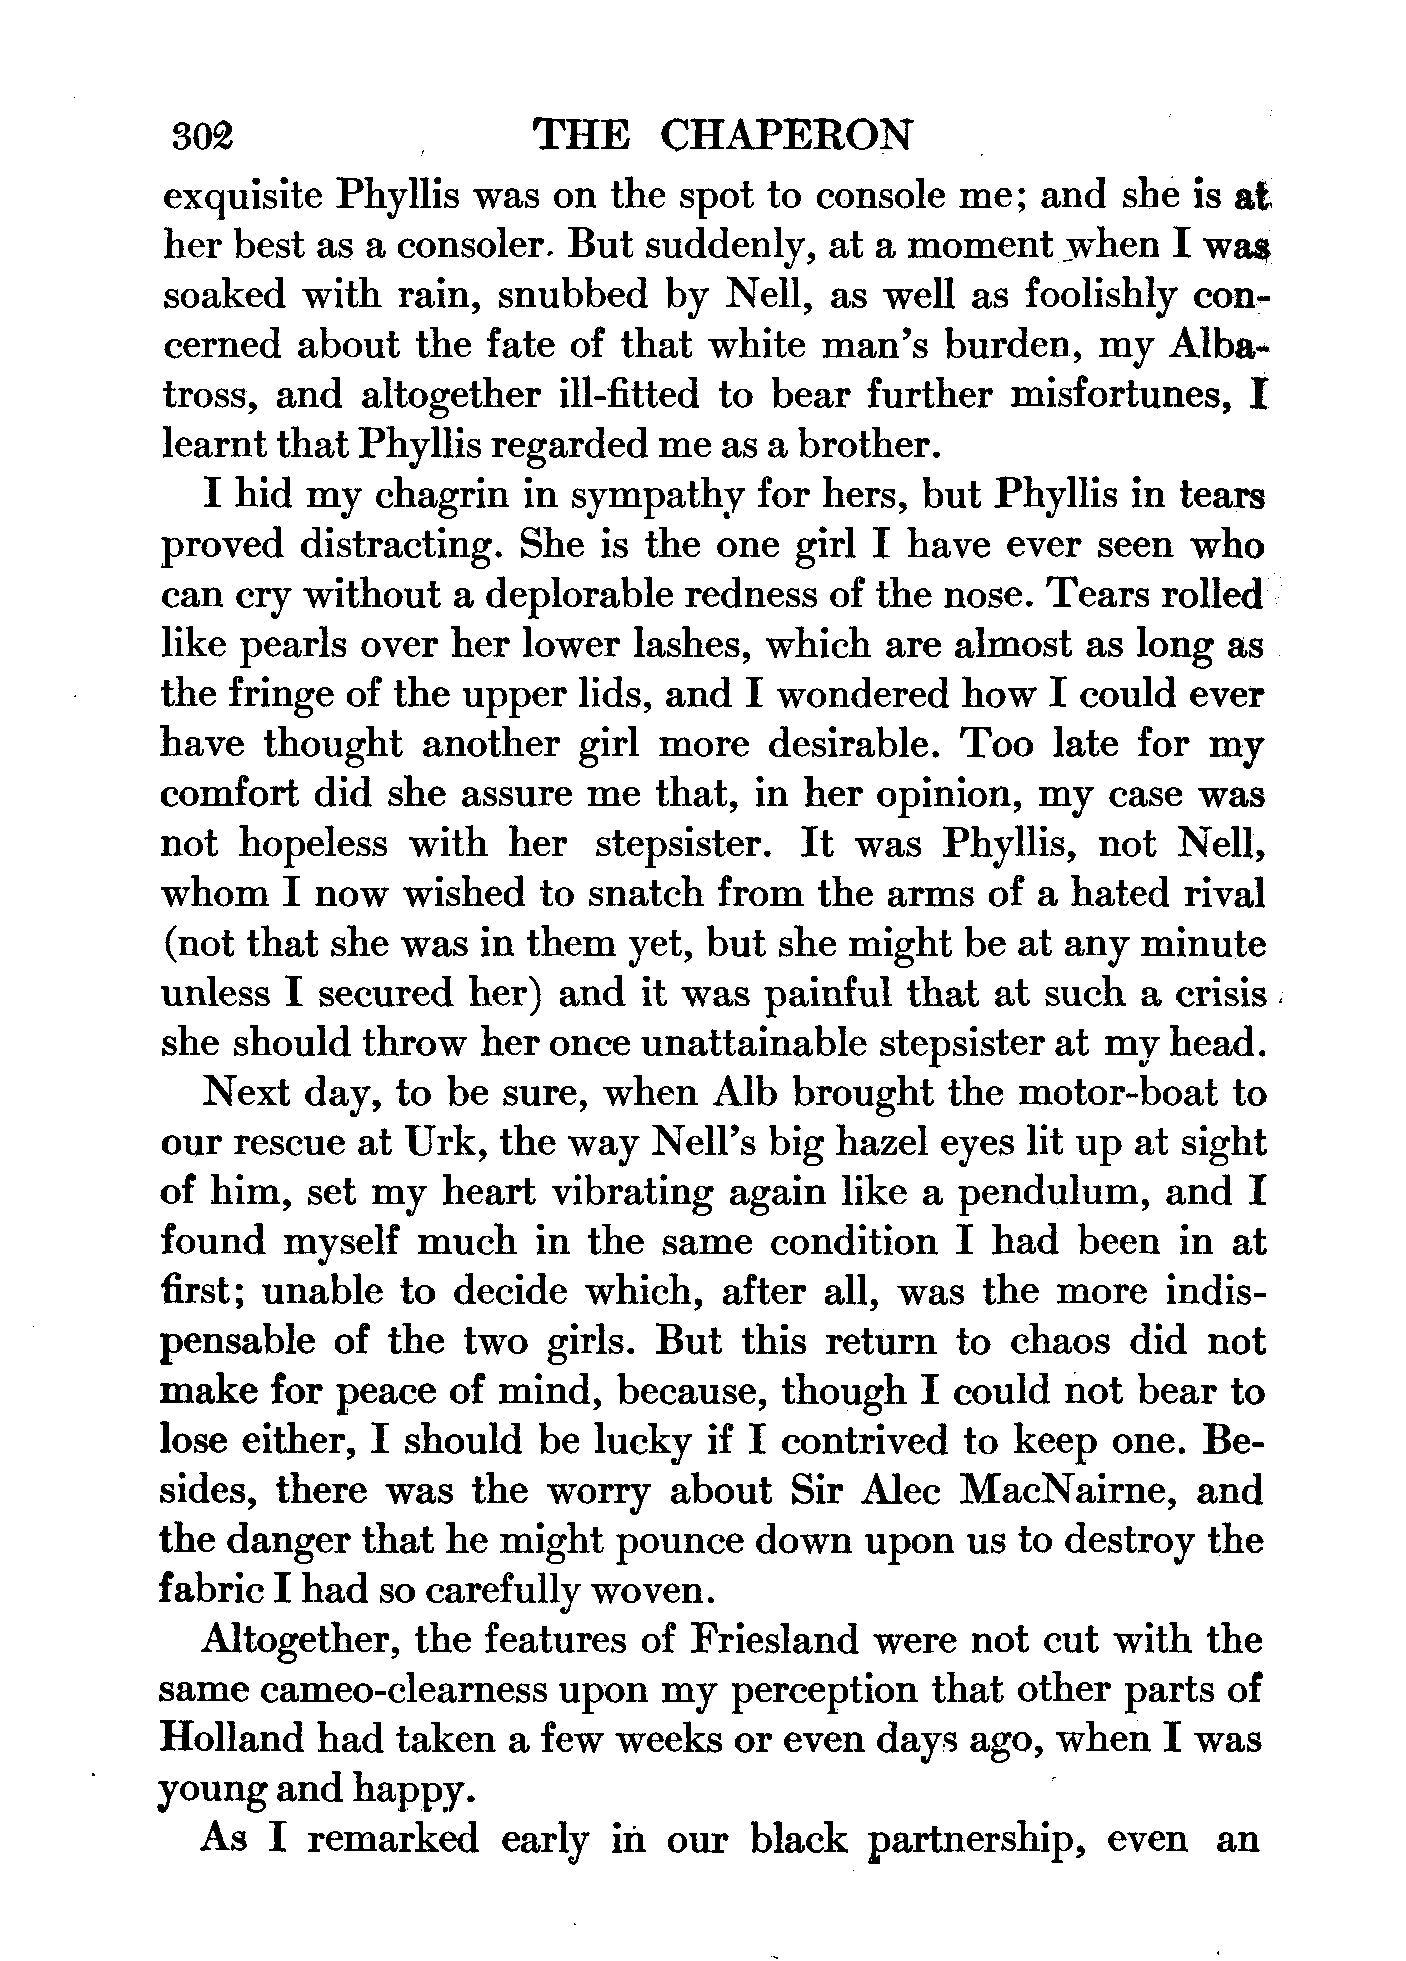 302 THE CHAPERON
exquisite Phyllis was on the spot to console me; and she is at
her best as a consoler. But suddenly, at a moment when I was
soaked with rain, snubbed by Nell, as well as foolishly con-
cerned about the fate of that white man's burden, my Alba-
tross, and altogether ill-fitted to bear further misfortunes, I
learnt that Phyllis regarded me as a brother.
I hid my chagrin in sympathy for hers, but Phyllis in tears
proved distracting. She is the one girl I have ever seen who
can cry without a deplorable redness of the nose. Tears rolled
like pearls over her lower lashes, which are almost as long as
the fringe of the upper lids, and I wondered how I could ever
have thought another girl more desirable. Too late for my
comfort did she assure me that, in her opinion, my case was
not hopeless with her stepsister. It was Phyllis, not Nell,
whom I now wished to snatch from the arms of a hated rival
(not that she was in them yet, but she might be at any minute
unless I secured her) and it was painful that at such a crisis
she should throw her once unattainable stepsister at my head.
Next day, to be sure, when Alb brought the motor-boat to
our rescue at Urk, the way Nell's big hazel eyes lit up at sight
of him, set my heart vibrating again like a pendulum, and I
found myself much in the same condition I had been in at
first; unable to decide which, after all, was the more indis-
pensable of the two girls. But this return to chaos did not
make for peace of mind, because, though I could not bear to
lose either, I should be lucky if I contrived to keep one. Be-
sides, there was the worry about Sir Alec MacNairne, and
the danger that he might pounce down upon us to destroy the
fabric I had so carefully woven.
Altogether, the features of Friesland were not cut with the
same cameo-clearness upon my perception that other parts of
Holland had taken a few weeks or even days ago, when I was
young and happy.
As I remarked early in our black partnership, even an